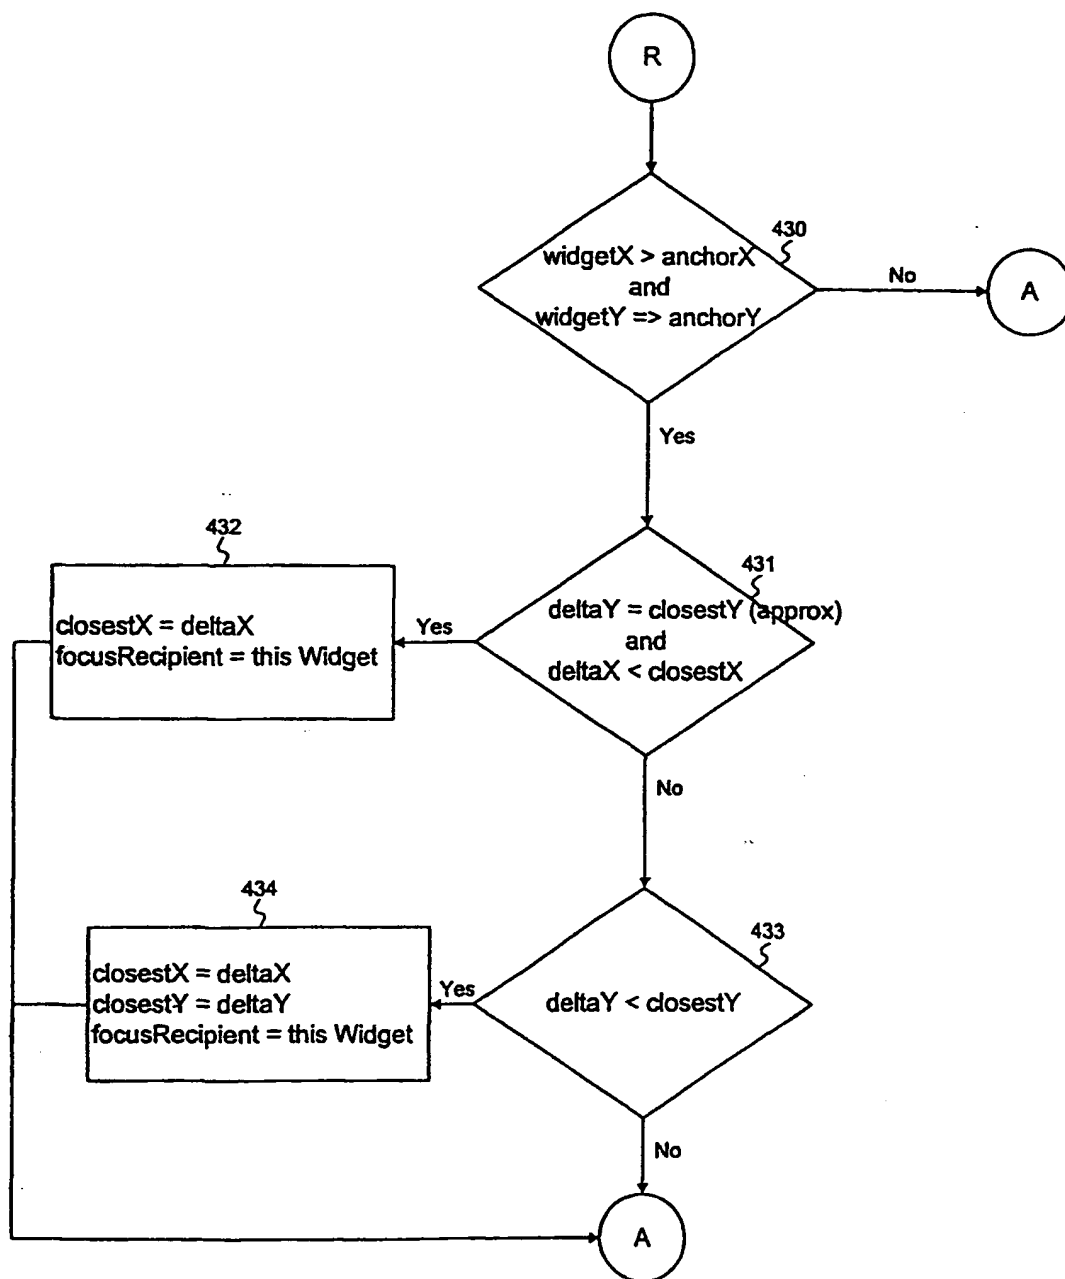 R
430
widgetX > anchorX
and
widgetY => anchorY
No
A
Yes
432
431
closestX = deltaX
focusRecipient = this Widget
Yes
deltaY = closestY (approx)
and
deltaX < closestX
No
434
433
closestX = deltaX
closestY = deltaY
focusRecipient = this Widget
Yes
deltaY < closestY
No
A